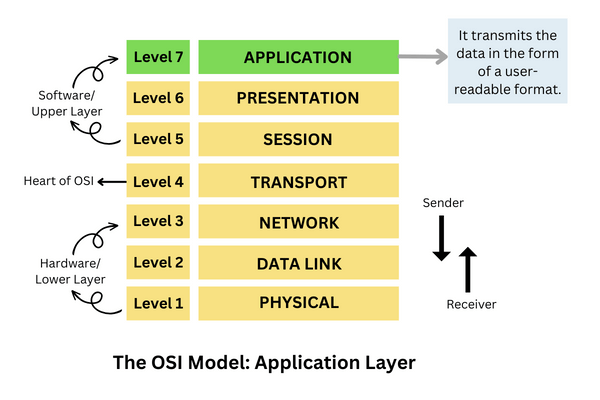 It transmits the
data in the form
of a user-
readable format.
Level 7 APPLICATION
Level 6 PRESENTATION
Software/
Upper Layer
Level 5 SESSION
Heart of OSI
Level 4 TRANSPORT
Level 3 NETWORK
Level 2 DATA LINK
Hardware/
Lower Layer
Level 1 PHYSICAL
Sender
Receiver
The OSI Model: Application Layer